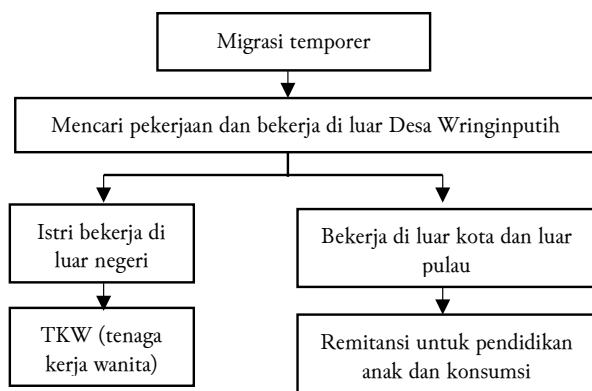 Migrasi temporer
Mencari pekerjaan dan bekerja di luar Desa Wringinputih
Istri bekerja di
luar negeri
Bekerja di luar kota dan luar
pulau
TKW (tenaga
kerja wanita)
Remitansi untuk pendidikan
anak dan konsumsi